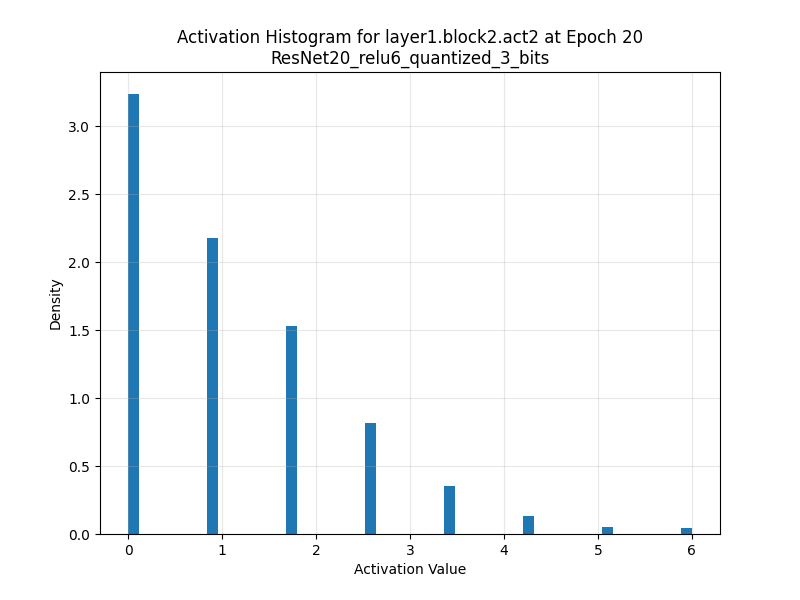 Activation Histogram for layer1.block2.act2 at Epoch 20
ResNet20_relu6_quantized_3_bits
Density
3.0
2.5
2.0
1.5
1.0
0.5
0.0
0 1 2 3 4 5 6
Activation Value